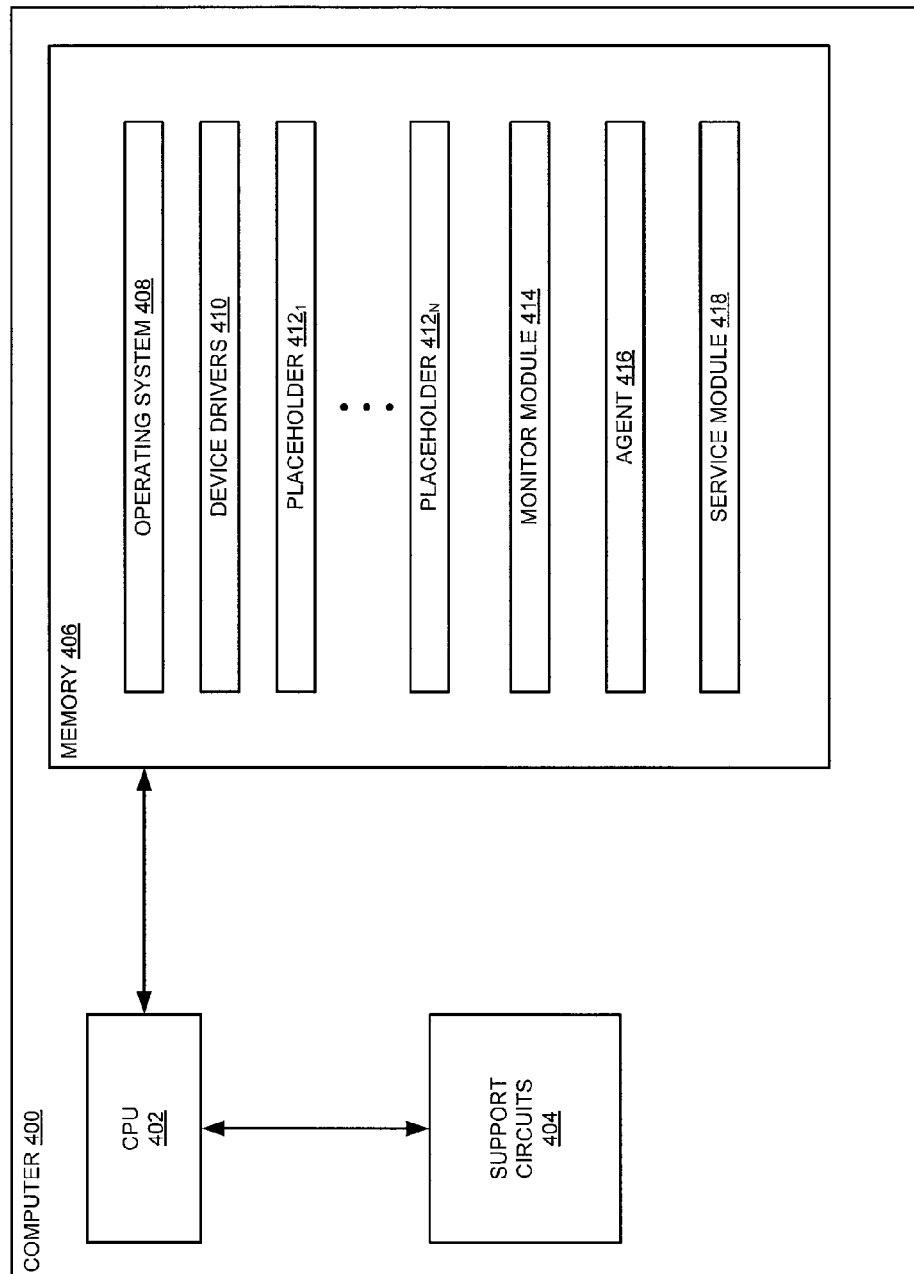 COMPUTER 400
CPU
402
SUPPORT
CIRCUITS
404
MEMORY 406
OPERATING SYSTEM 408
DEVICE DRIVERS 410
PLACEHOLDER 412₁
• • •
PLACEHOLDER 412N
MONITOR MODULE 414
AGENT 416
SERVICE MODULE 418